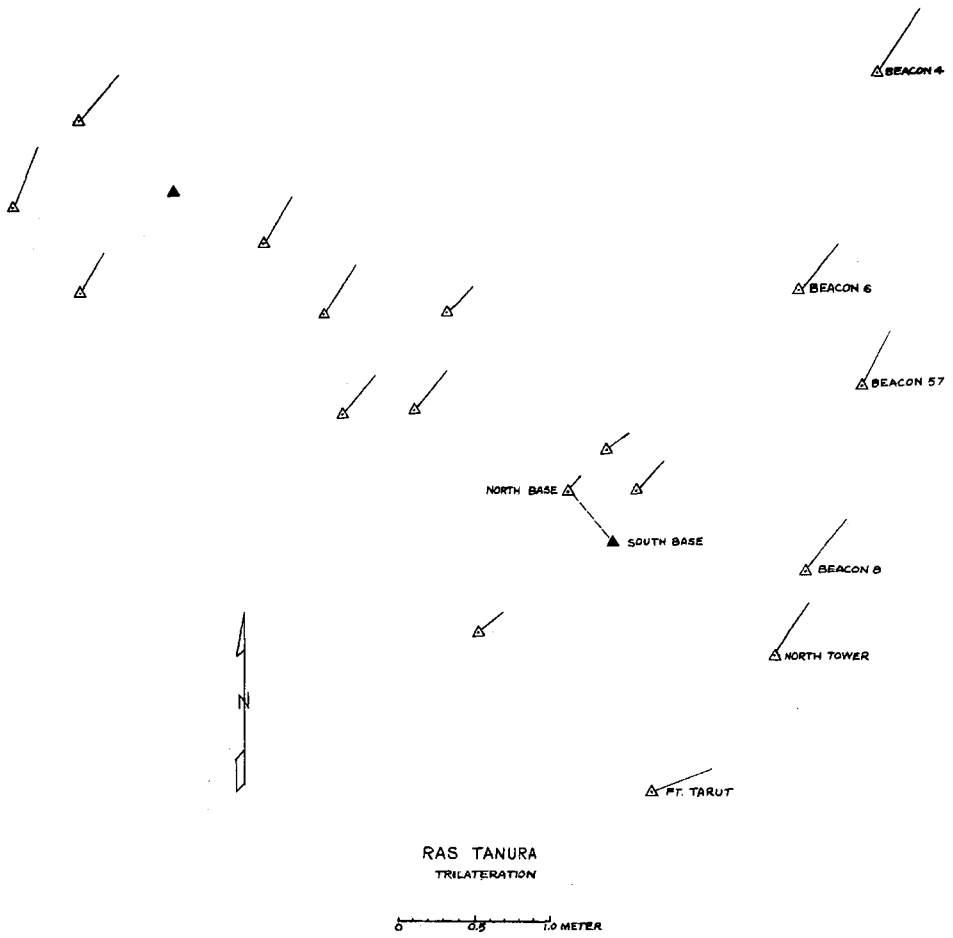 BEACON 4
BEACON 6
BEACON 57
NORTH BASE
SOUTH BASE
BEACON 8
N
NORTH TOWER
FT. TARUT
RAS TANURA
TRILATERATION
0 0.5 1.0 METER